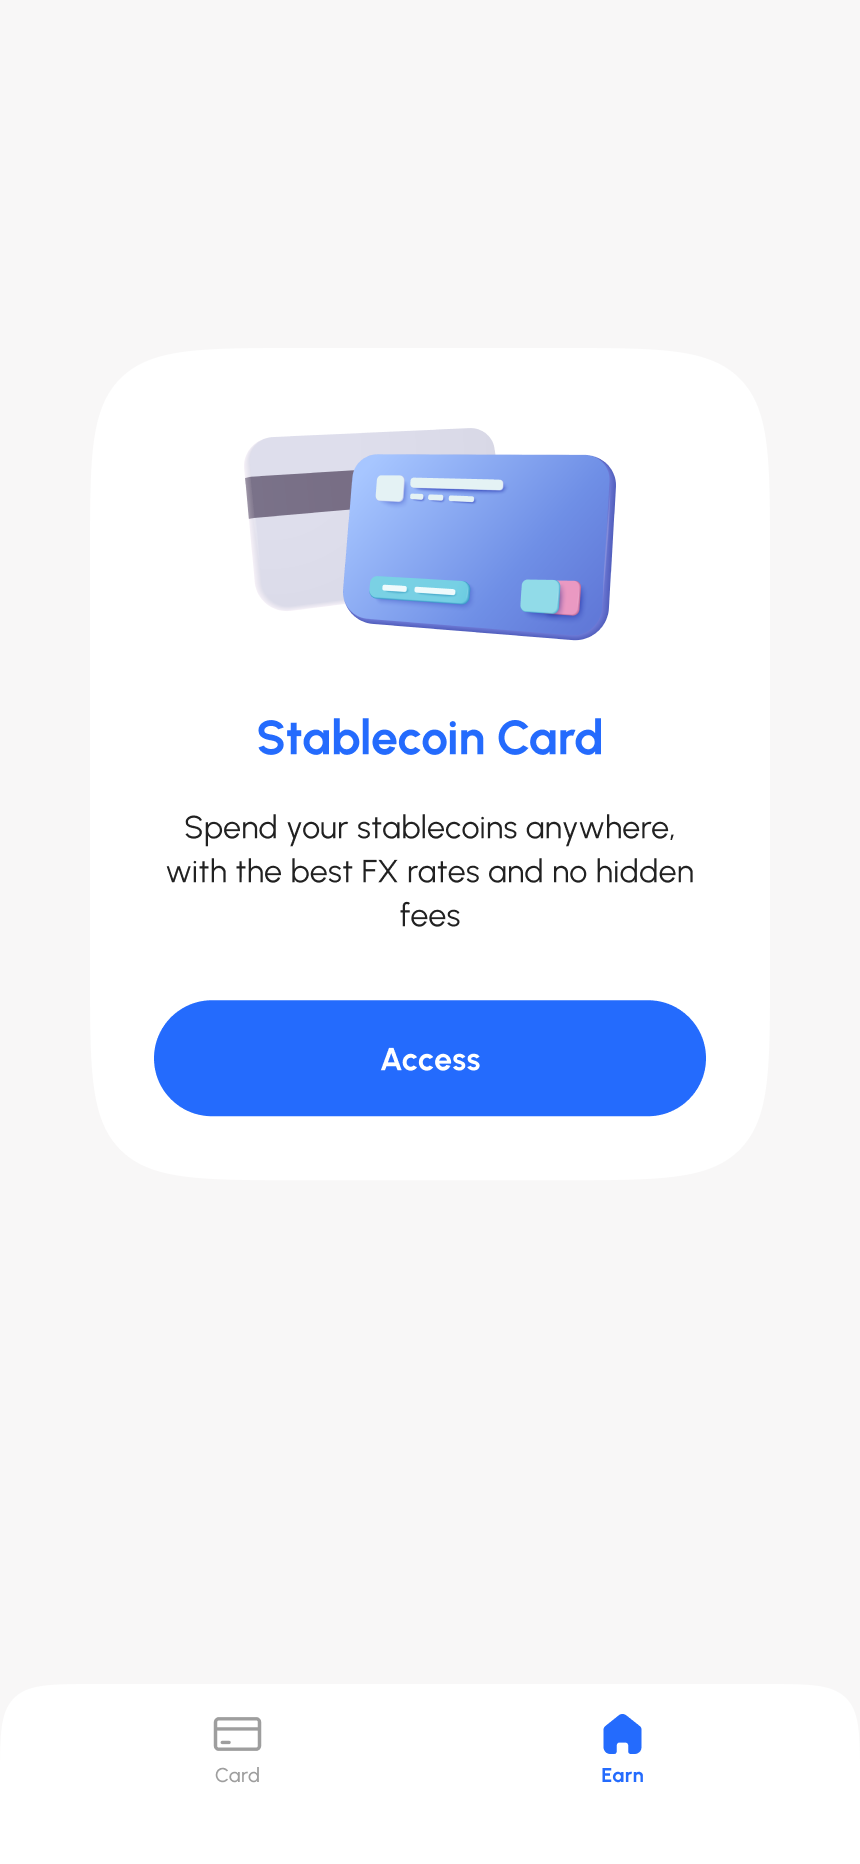 Stablecoin Card
Spend your stablecoins anywhere,
with the best FX rates and no hidden
fees
Access
Card
Earn